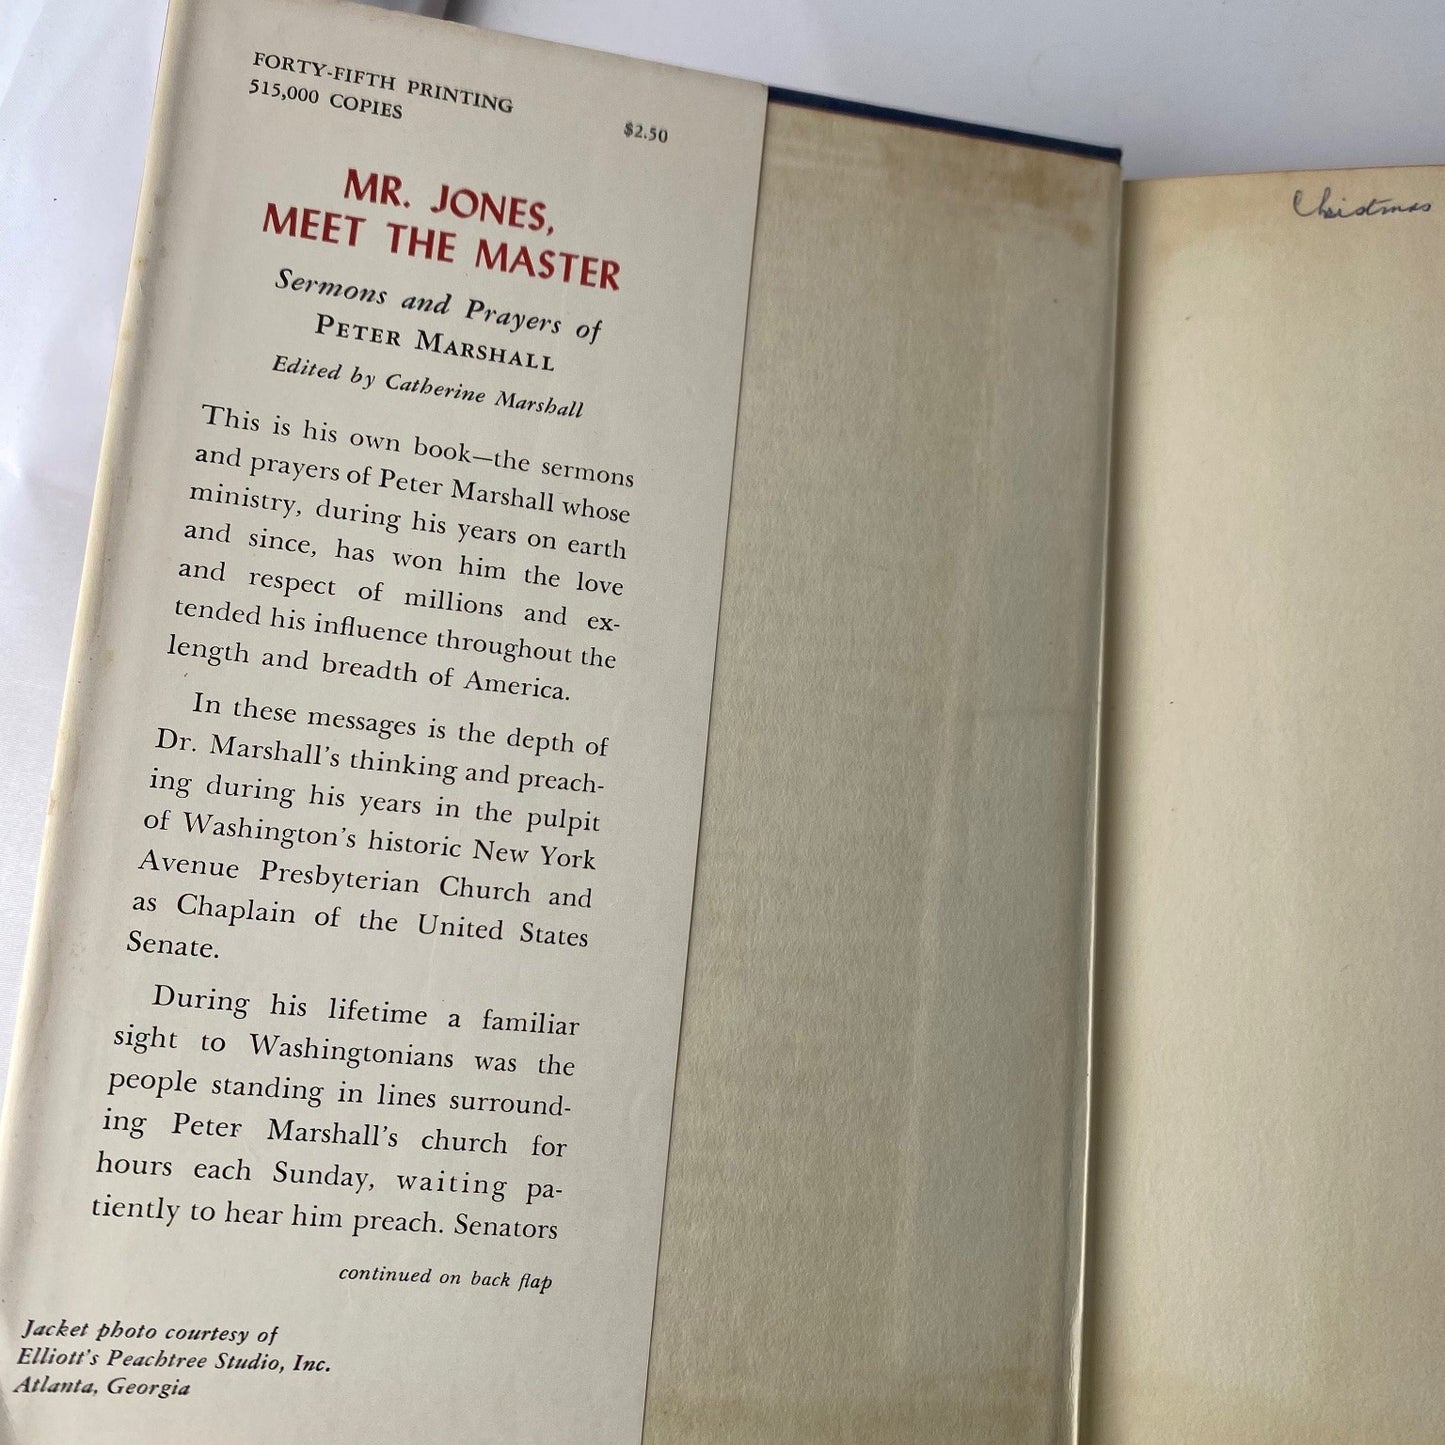 FORTY-FIFTH PRINTING
515,000 COPIES
$2.50
MR. JONES,
MEET THE MASTER
Sermons and Prayers of
PETER MARSHALL
Edited by Catherine Marshall
This is his own book—the sermons
and prayers of Peter Marshall whose
ministry, during his years on earth
and since, has won him the love
and respect of millions and ex-
tended his influence throughout the
length and breadth of America.
In these messages is the depth of
Dr. Marshall's thinking and preach-
ing during his years in the pulpit
of Washington's historic New York
Avenue Presbyterian Church and
as Chaplain of the United States
Senate.
During his lifetime a familiar
sight to Washingtonians was the
people standing in lines surround-
ing Peter Marshall's church for
hours each Sunday, waiting pa-
tiently to hear him preach. Senators
continued on back flap
Jacket photo courtesy of
Elliott's Peachtree Studio, Inc.
Atlanta, Georgia
Christmas